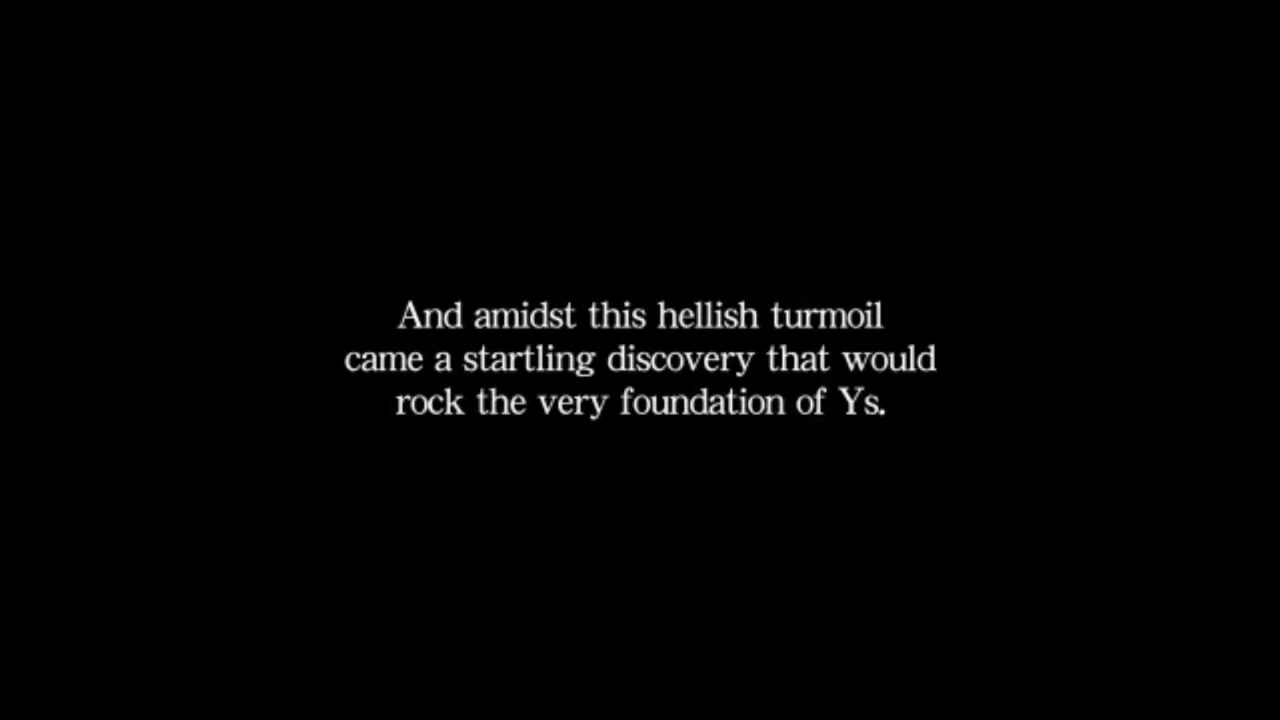 And amidst this hellish turmoil
came a startling discovery that would
rock the very foundation of Ys.